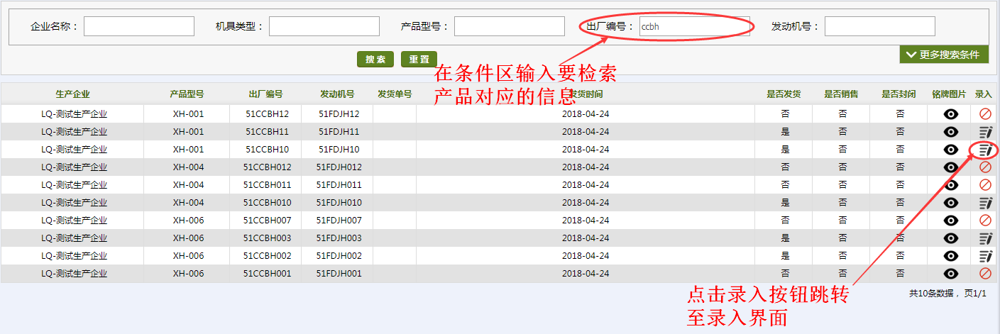 企业名称： 机具类型： 产品型号： 出厂编号： ccbh 发动机号：
搜 索 重 置 更多搜索条件
在条件区输入要检索
产品对应的信息
生产企业 产品型号 出厂编号 发动机号 发货单号 发货时间 是否发货 是否销售 是否封闭 铭牌图片 录入
LQ-测试生产企业 XH-001 51CCBH12 51FDJH12 2018-04-24 否 否 否
LQ-测试生产企业 XH-001 51CCBH11 51FDJH11 2018-04-24 是 否 否
LQ-测试生产企业 XH-001 51CCBH10 51FDJH10 2018-04-24 是 否 否
LQ-测试生产企业 XH-004 51CCBH012 51FDJH012 2018-04-24 否 否 否
LQ-测试生产企业 XH-004 51CCBH011 51FDJH011 2018-04-24 否 否 否
LQ-测试生产企业 XH-004 51CCBH010 51FDJH010 2018-04-24 是 否 否
LQ-测试生产企业 XH-006 51CCBH007 51FDJH007 2018-04-24 否 否 否
LQ-测试生产企业 XH-006 51CCBH003 51FDJH003 2018-04-24 是 否 否
LQ-测试生产企业 XH-006 51CCBH002 51FDJH002 2018-04-24 是 否 否
LQ-测试生产企业 XH-006 51CCBH001 51FDJH001 2018-04-24 否 否 否
点击录入按钮跳转
至录入界面
共10条数据 ，页1/1